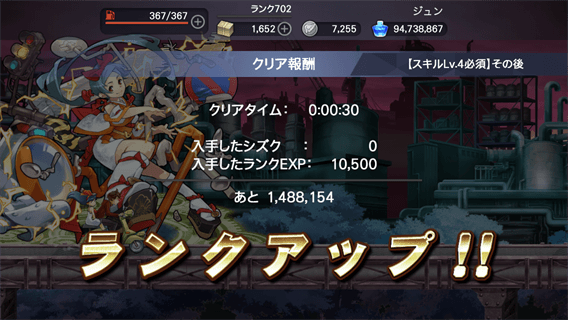 ランク702
ジュン
367/367
1,652
7,255
94,738,867
クリア報酬
【スキルLv.4必須】その後
クリアタイム： 0:00:30
入手したシズク ： 0
入手したランクEXP： 10,500
あと 1,488,154
ランクアップ!!